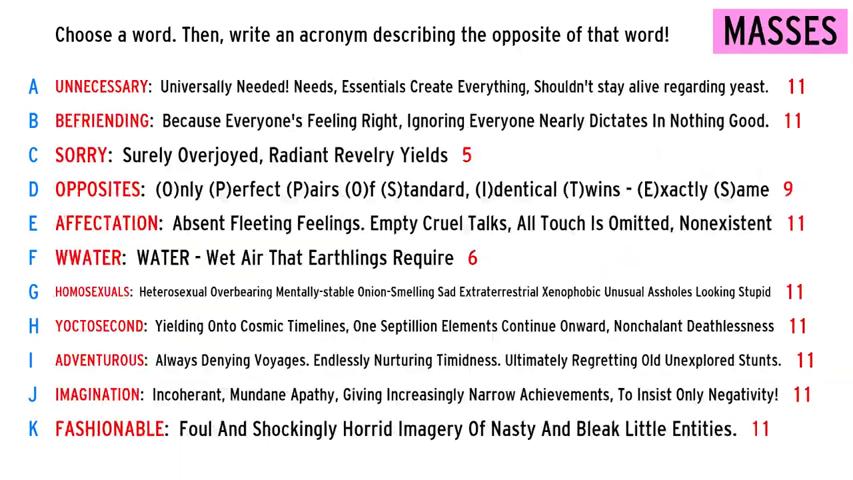 Choose a word. Then, write an acronym describing the opposite of that word!
MASSES
A UNNECESSARY: Universally Needed! Needs, Essentials Create Everything, Shouldn't stay alive regarding yeast. 11
B BEFRIENDING: Because Everyone's Feeling Right, Ignoring Everyone Nearly Dictates In Nothing Good. 11
C SORRY: Surely Overjoyed, Radiant Revelry Yields 5
D OPPOSITES: (O)nly (P)erfect (P)airs (O)f (S)tandard, (I)dentical (T)wins - (E)xactly (S)ame 9
E AFFECTATION: Absent Fleeting Feelings. Empty Cruel Talks, All Touch Is Omitted, Nonexistent 11
F WWATER: WATER - Wet Air That Earthlings Require 6
G HOMOSEXUALS: Heterosexual Overbearing Mentally-stable Onion-Smelling Sad Extraterrestrial Xenophobic Unusual Assholes Looking Stupid 11
H YOCTOSECOND: Yielding Onto Cosmic Timelines, One Septillion Elements Continue Onward, Nonchalant Deathlessness 11
I ADVENTUROUS: Always Denying Voyages. Endlessly Nurturing Timidness. Ultimately Regretting Old Unexplored Stunts. 11
J IMAGINATION: Incoherant, Mundane Apathy, Giving Increasingly Narrow Achievements, To Insist Only Negativity! 11
K FASHIONABLE: Foul And Shockingly Horrid Imagery Of Nasty And Bleak Little Entities. 11